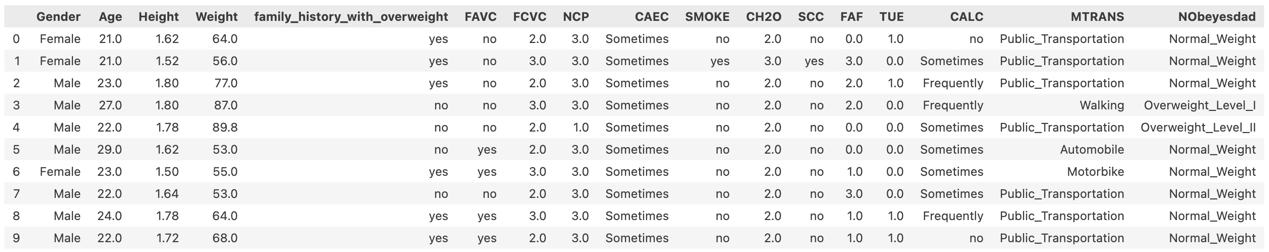 Gender Age Height Weight family_history_with_overweight FAVC FCVC NCP CAEC SMOKE CH2O SCC FAF TUE CALC MTRANS NObeyesdad
0 Female 21.0 1.62 64.0 yes no 2.0 3.0 Sometimes no 2.0 no 0.0 1.0 no Public_Transportation Normal_Weight
1 Female 21.0 1.52 56.0 yes no 3.0 3.0 Sometimes yes 3.0 yes 3.0 0.0 Sometimes Public_Transportation Normal_Weight
2 Male 23.0 1.80 77.0 yes no 2.0 3.0 Sometimes no 2.0 no 2.0 1.0 Frequently Public_Transportation Normal_Weight
3 Male 27.0 1.80 87.0 no no 3.0 3.0 Sometimes no 2.0 no 2.0 0.0 Frequently Walking Overweight_Level_I
4 Male 22.0 1.78 89.8 no no 2.0 1.0 Sometimes no 2.0 no 0.0 0.0 Sometimes Public_Transportation Overweight_Level_II
5 Male 29.0 1.62 53.0 no yes 2.0 3.0 Sometimes no 2.0 no 0.0 0.0 Sometimes Automobile Normal_Weight
6 Female 23.0 1.50 55.0 yes yes 3.0 3.0 Sometimes no 2.0 no 1.0 0.0 Sometimes Motorbike Normal_Weight
7 Male 22.0 1.64 53.0 no no 2.0 3.0 Sometimes no 2.0 no 3.0 0.0 Sometimes Public_Transportation Normal_Weight
8 Male 24.0 1.78 64.0 yes yes 3.0 3.0 Sometimes no 2.0 no 1.0 1.0 Frequently Public_Transportation Normal_Weight
9 Male 22.0 1.72 68.0 yes yes 2.0 3.0 Sometimes no 2.0 no 1.0 1.0 no Public_Transportation Normal_Weight